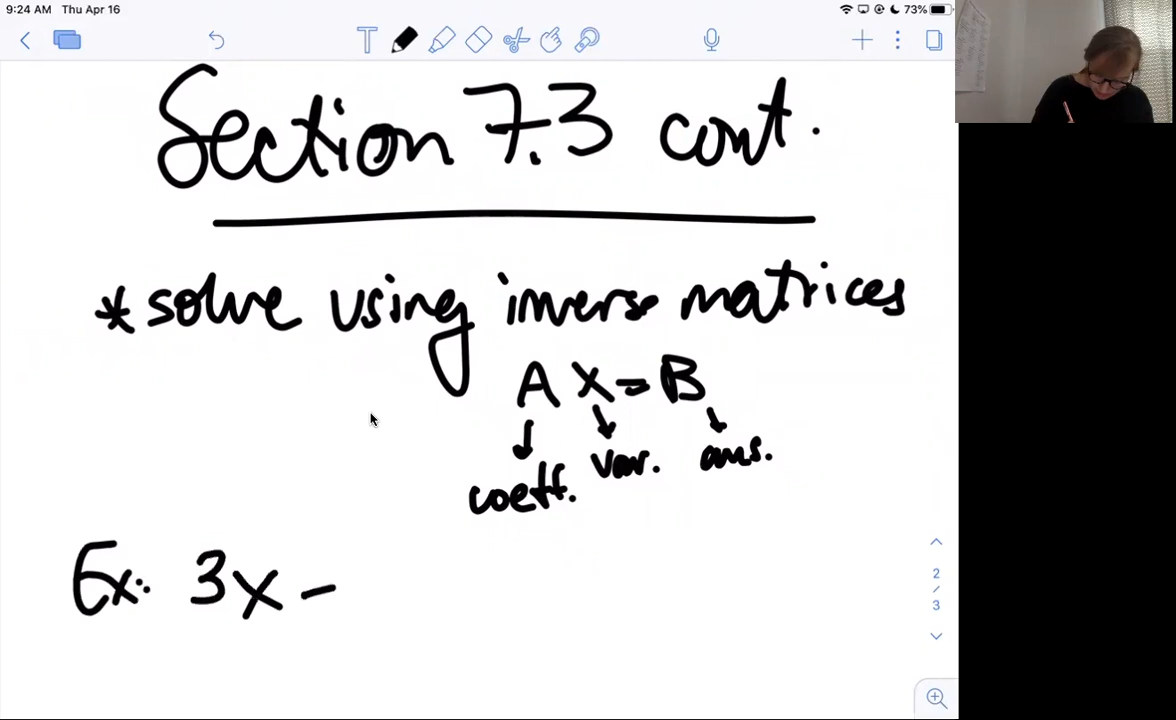 9:24 AM Thu Apr 16
73%
T
Section 7.3 cont.
*solve using inverse matrices
A X = B
coeff. var. ans.
Ex: 3x -
2
/
3